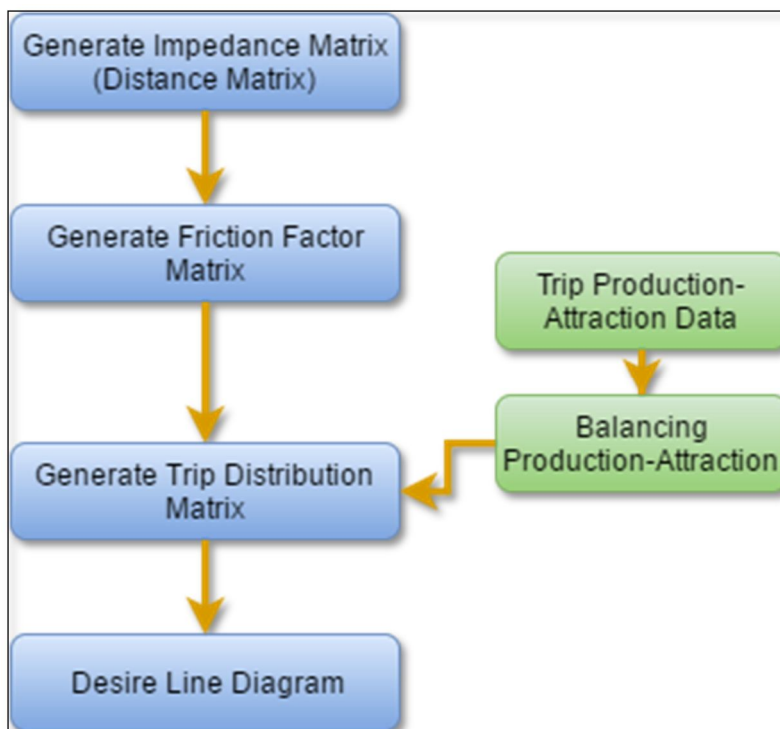 Generate Impedance Matrix
(Distance Matrix)
Generate Friction Factor
Matrix
Trip Production-
Attraction Data
Balancing
Production-Attraction
Generate Trip Distribution
Matrix
Desire Line Diagram